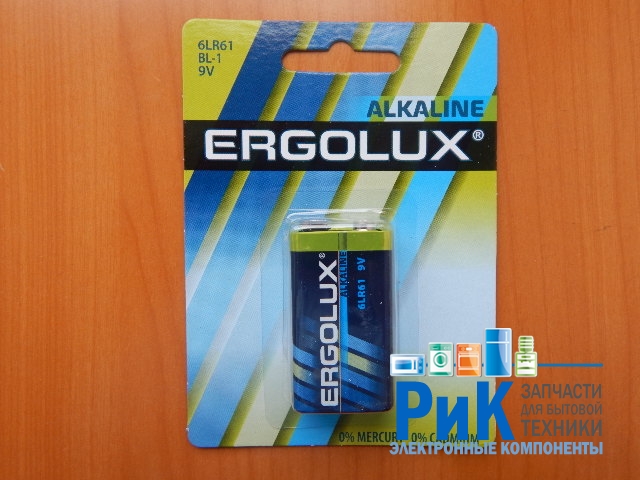 6LR61
BL-1
9V
ALKALINE
ERGOLUX®
ERGOLUX®
ALKALINE
6LR61 9V
0% MERCURY 0% CADMIUM
РиК
ЗАПЧАСТИ
ДЛЯ БЫТОВОЙ
ТЕХНИКИ
ЭЛЕКТРОННЫЕ КОМПОНЕНТЫ